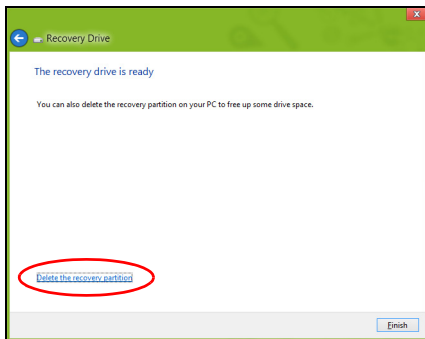 x
Recovery Drive
The recovery drive is ready
You can also delete the recovery partition on your PC to free up some drive space.
Delete the recovery partition
Finish